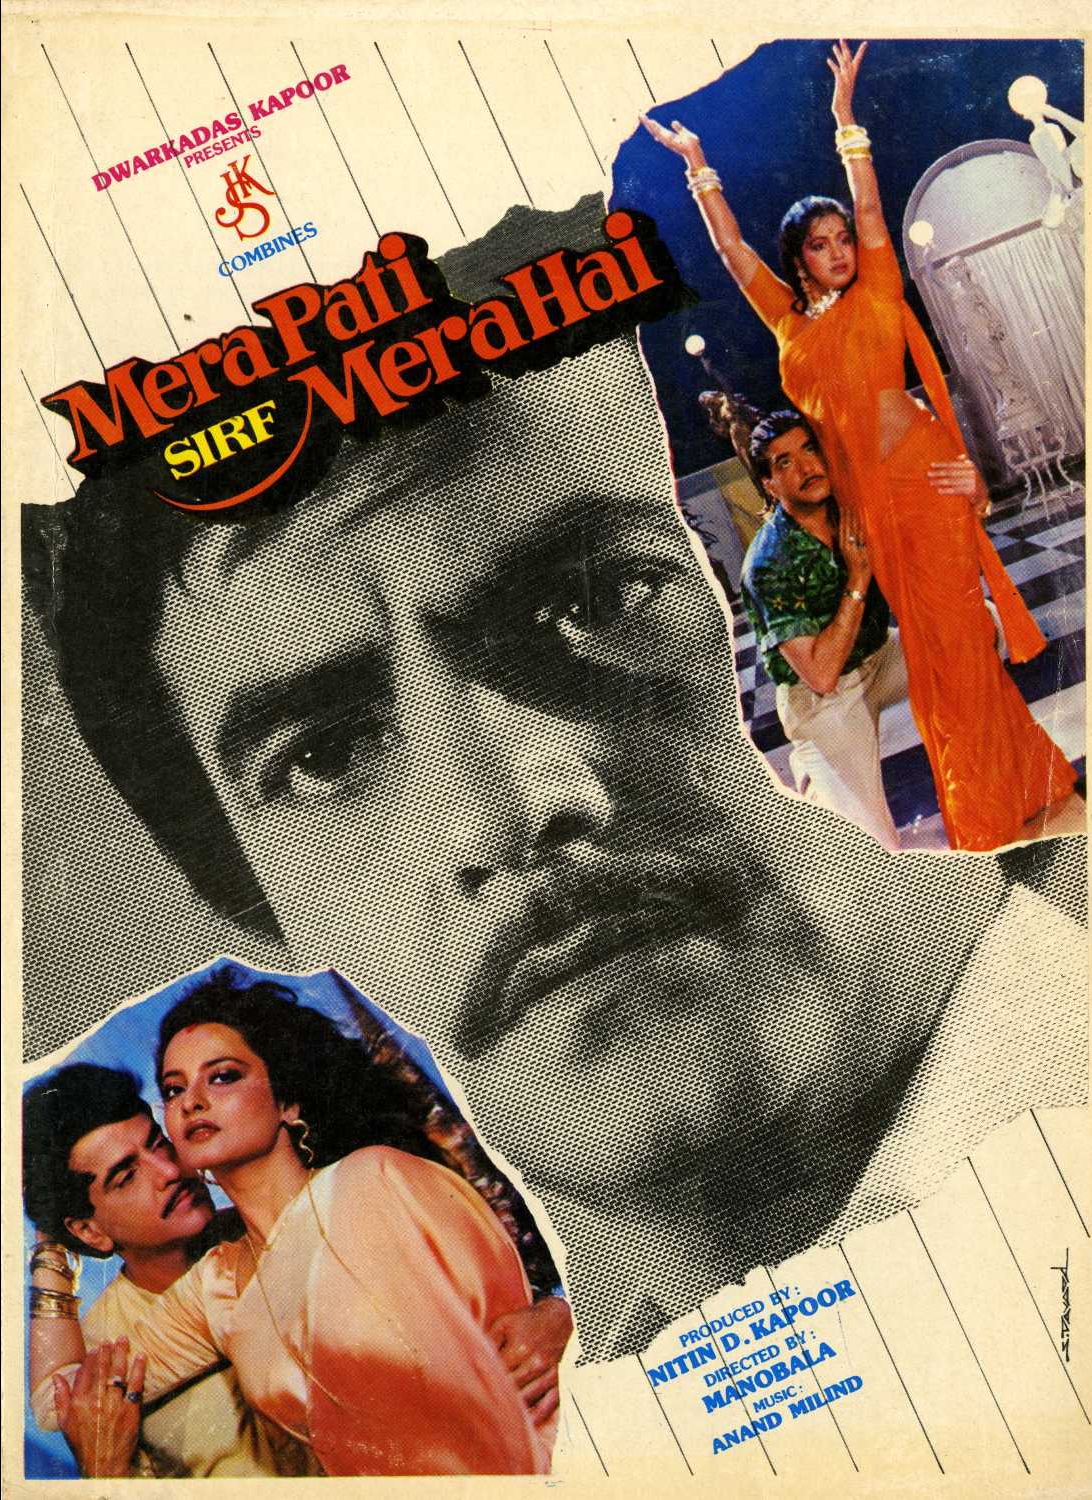 DWARKADAS KAPOOR
PRESENTS
COMBINES
Mera Pati
SIRF Mera Hai
PRODUCED BY:
NITIN D. KAPOOR
DIRECTED BY:
MANOBALA
MUSIC:
ANAND MILIND